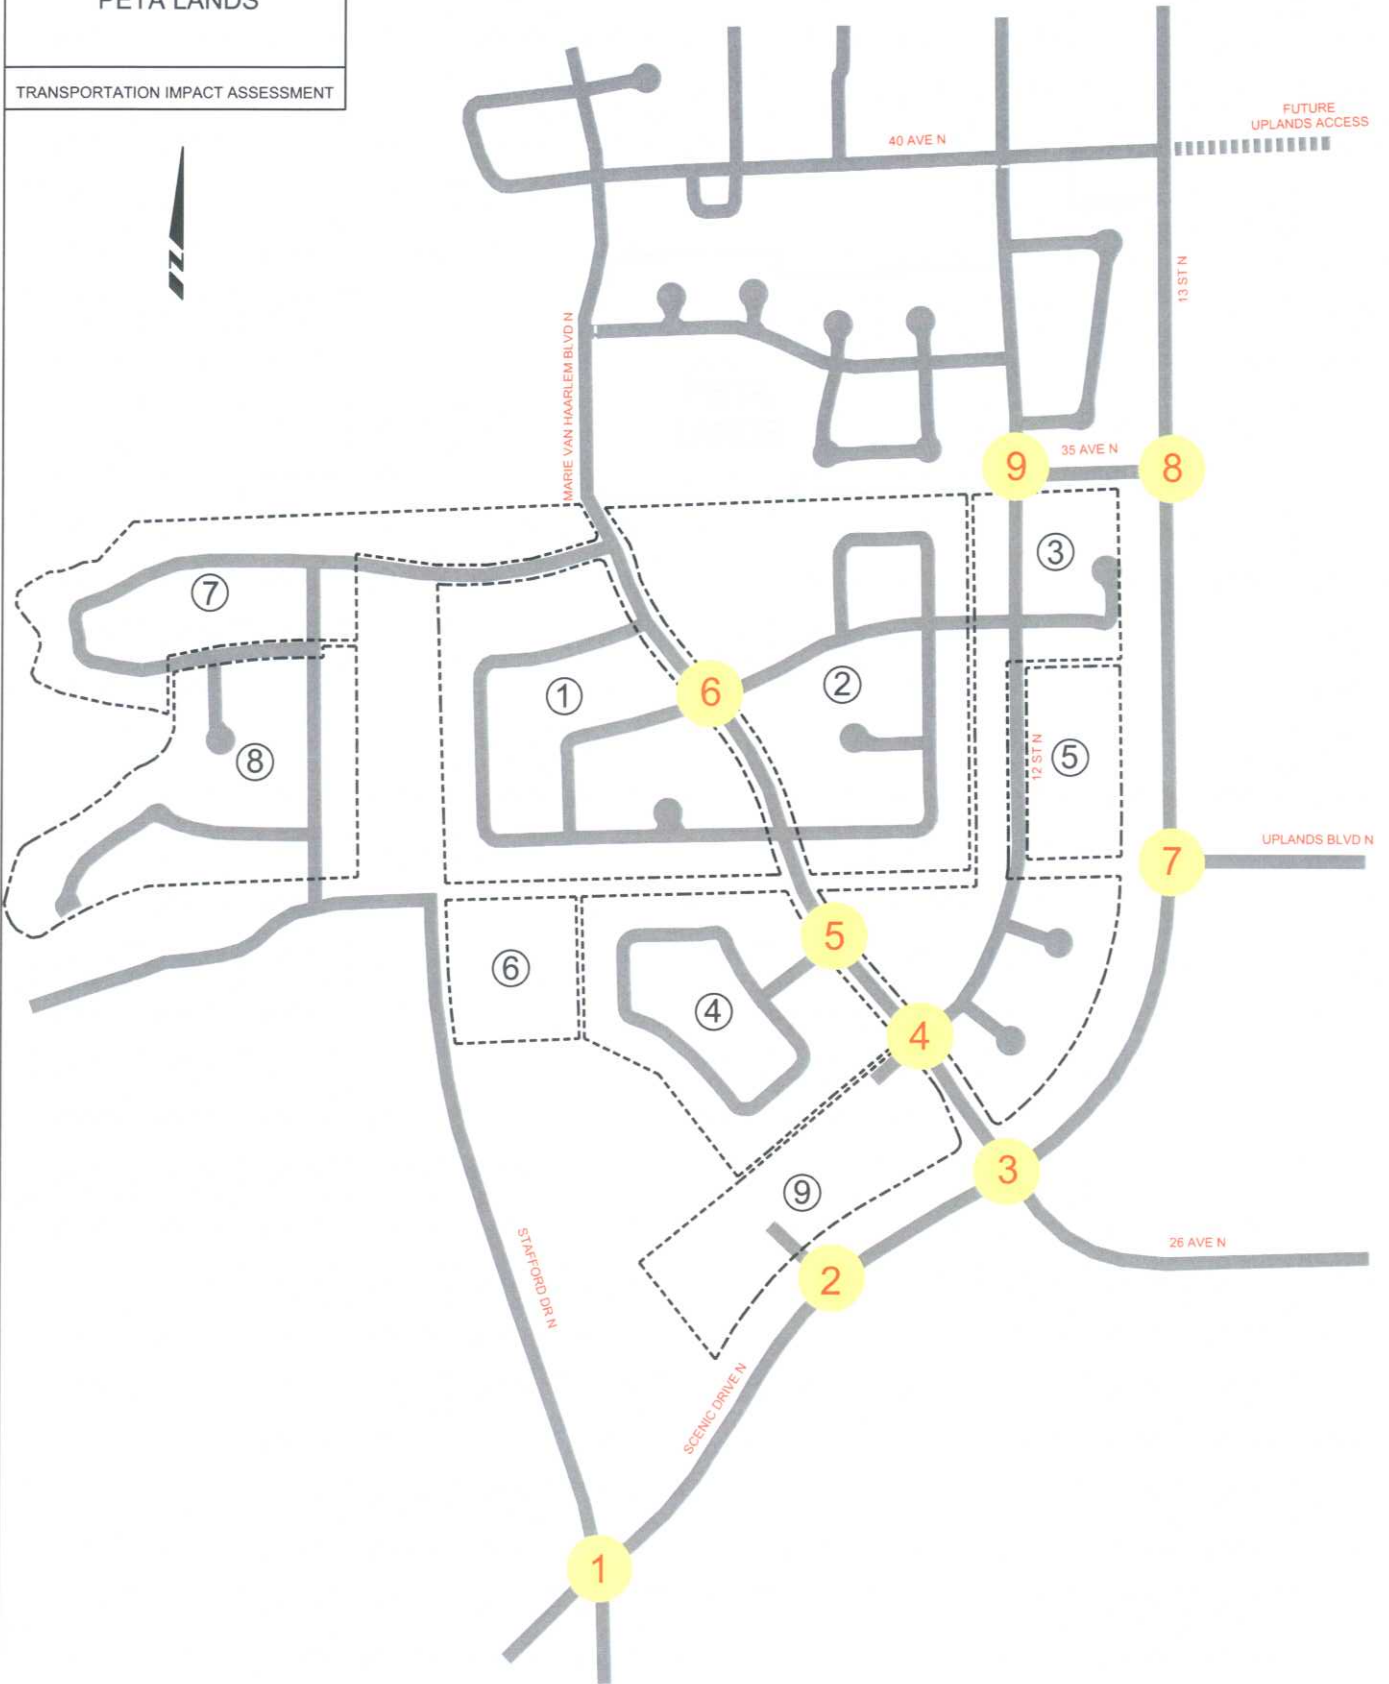 PETA LANDS
TRANSPORTATION IMPACT ASSESSMENT
N
FUTURE
UPLANDS ACCESS
40 AVE N
13 ST N
MARIE VAN HAARLEM BLVD N
35 AVE N
9
8
3
7
1
6
2
12 ST N
5
8
UPLANDS BLVD N
7
5
6
4
4
3
9
26 AVE N
2
STAFFORD DR N
SCENIC DRIVE N
1